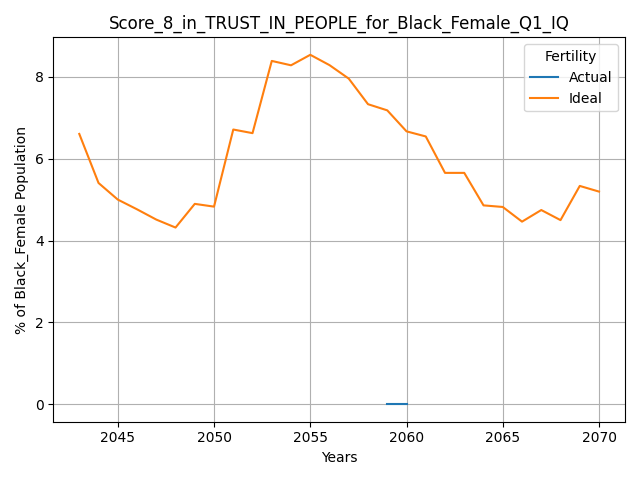 Score_8_in_TRUST_IN_PEOPLE_for_Black_Female_Q1_IQ
Fertility
Actual
Ideal
% of Black_Female Population
8
6
4
2
0
2045 2050 2055 2060 2065 2070
Years